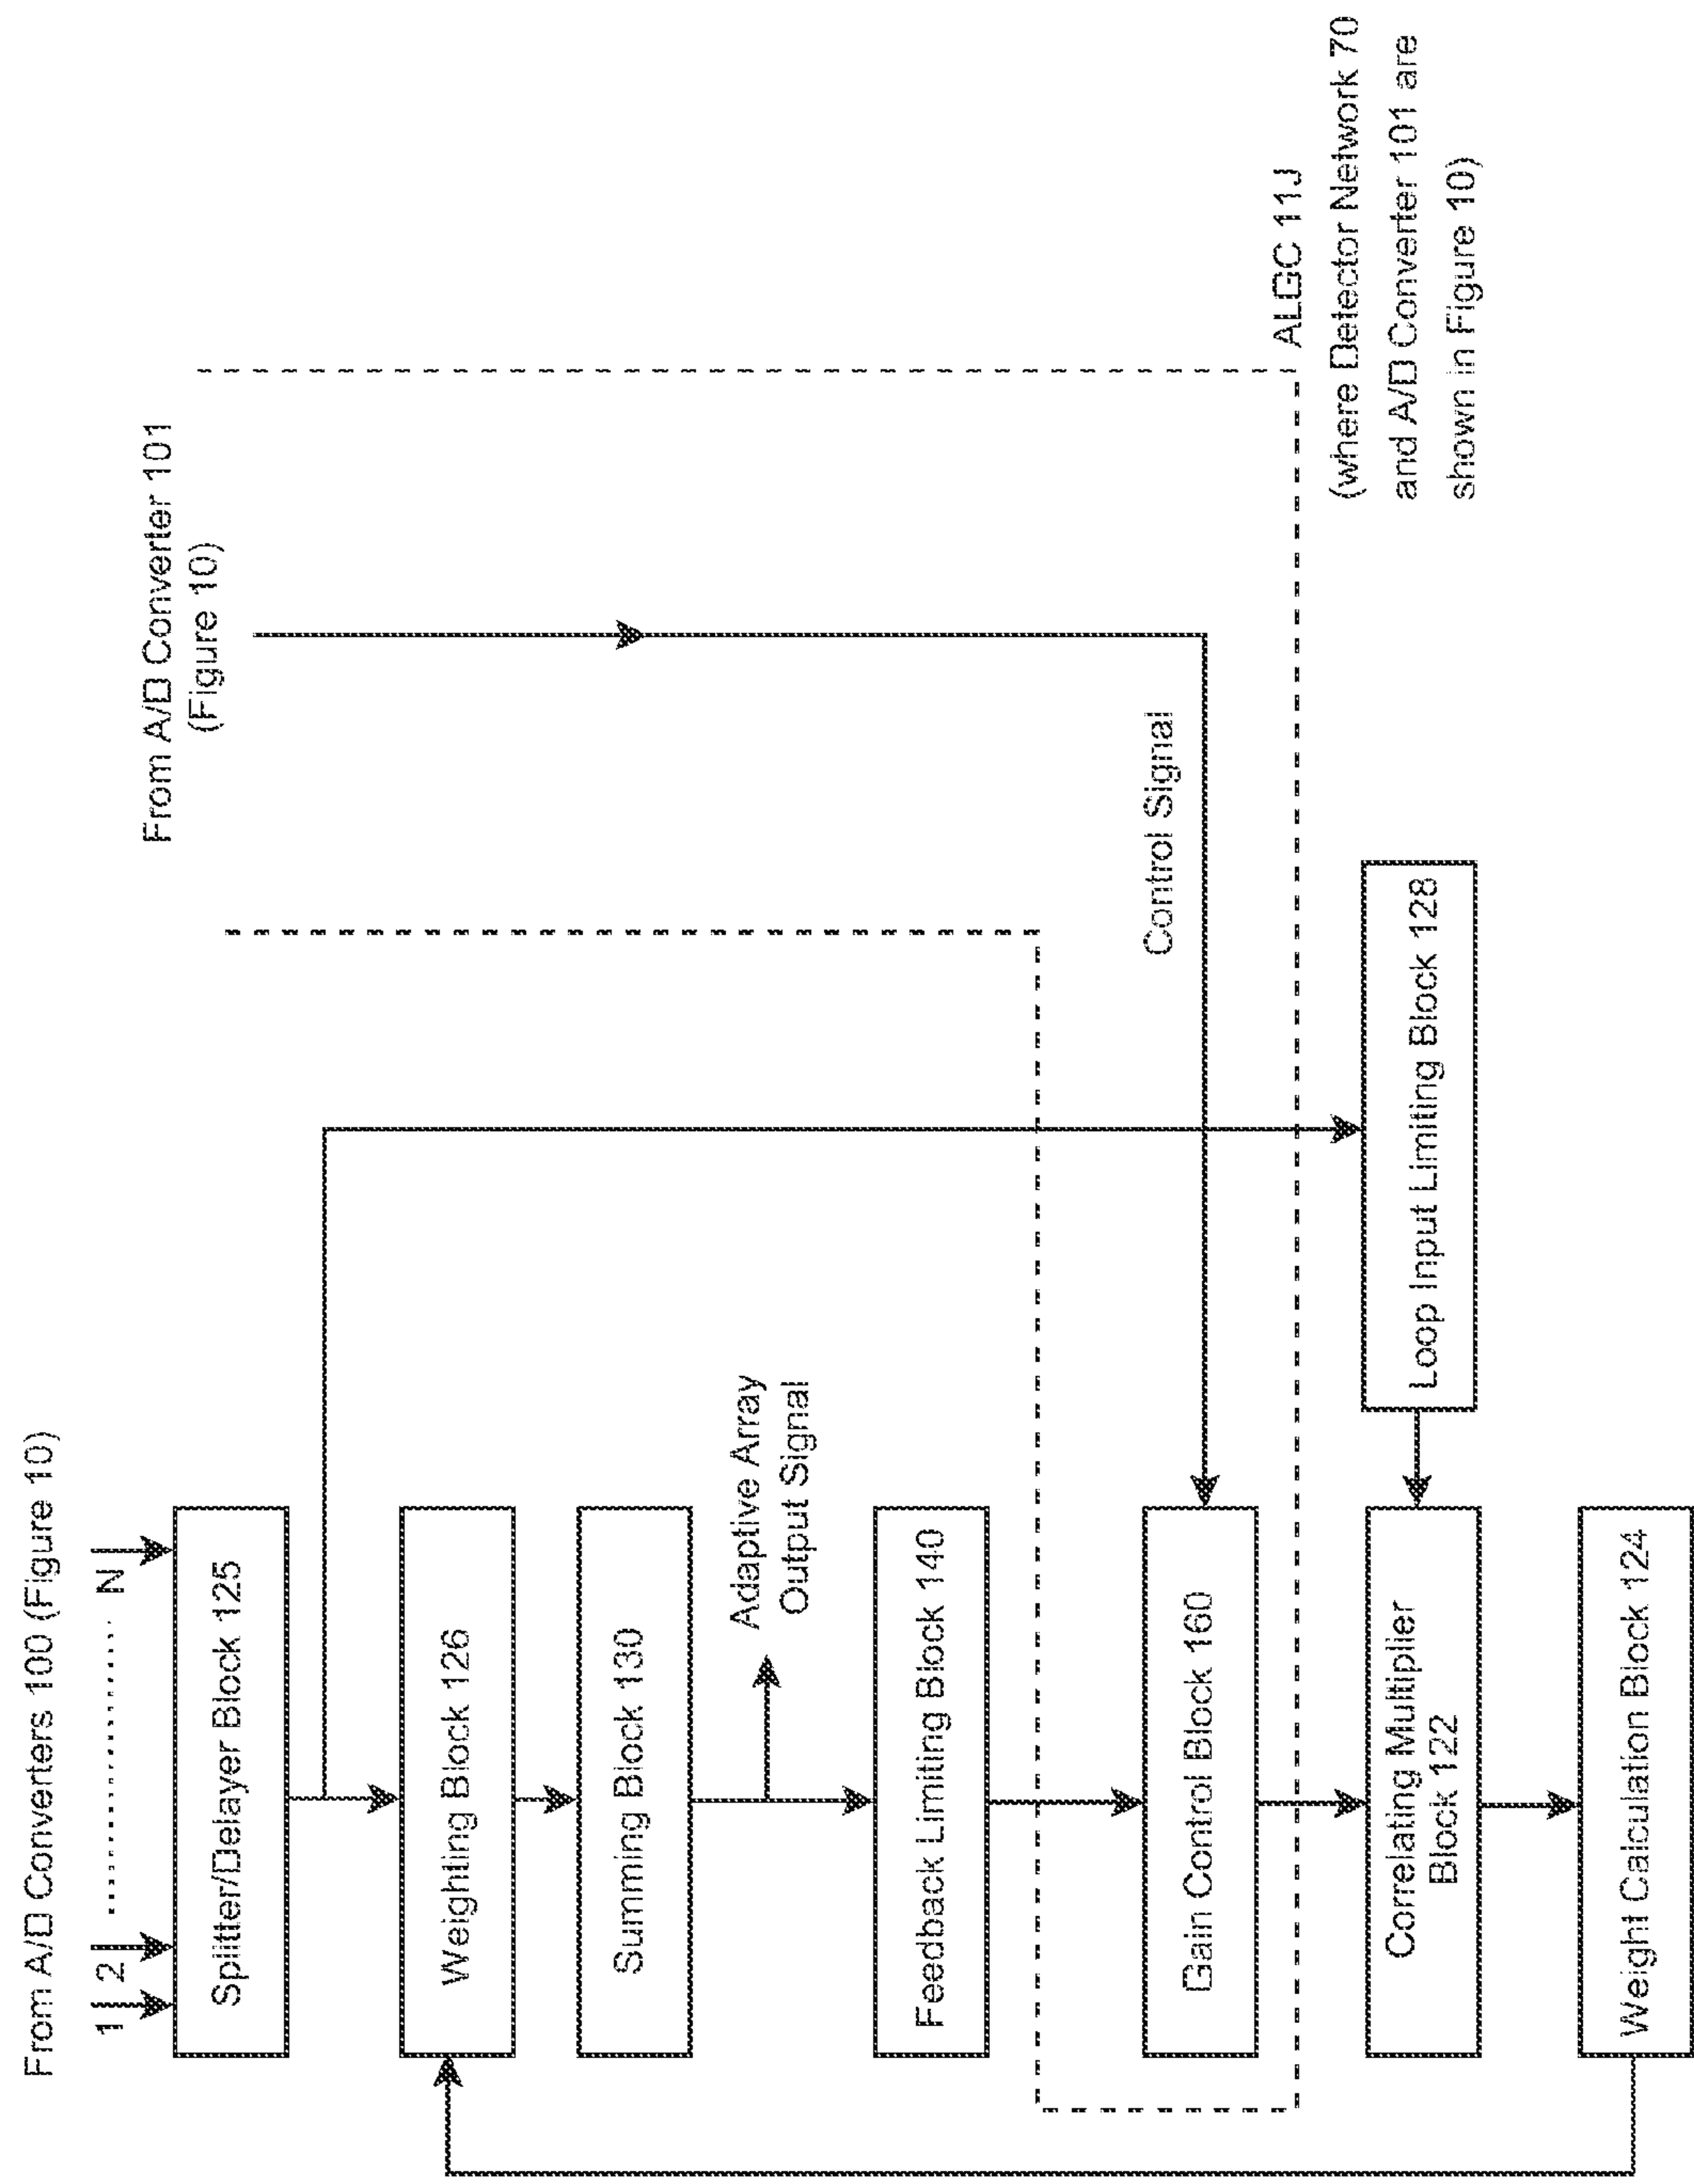 From A/D Converters 100 (Figure 10)
1 2 ............ N
Splitter/Delayer Block 125
Weighting Block 126
Summing Block 130
Adaptive Array
Output Signal
Feedback Limiting Block 140
Gain Control Block 160
Correlating Multiplier
Block 122
Weight Calculation Block 124
Loop Input Limiting Block 128
Control Signal
From A/D Converter 101
(Figure 10)
ALGC 11J
(where Detector Network 70
and A/D Converter 101 are
shown in Figure 10)